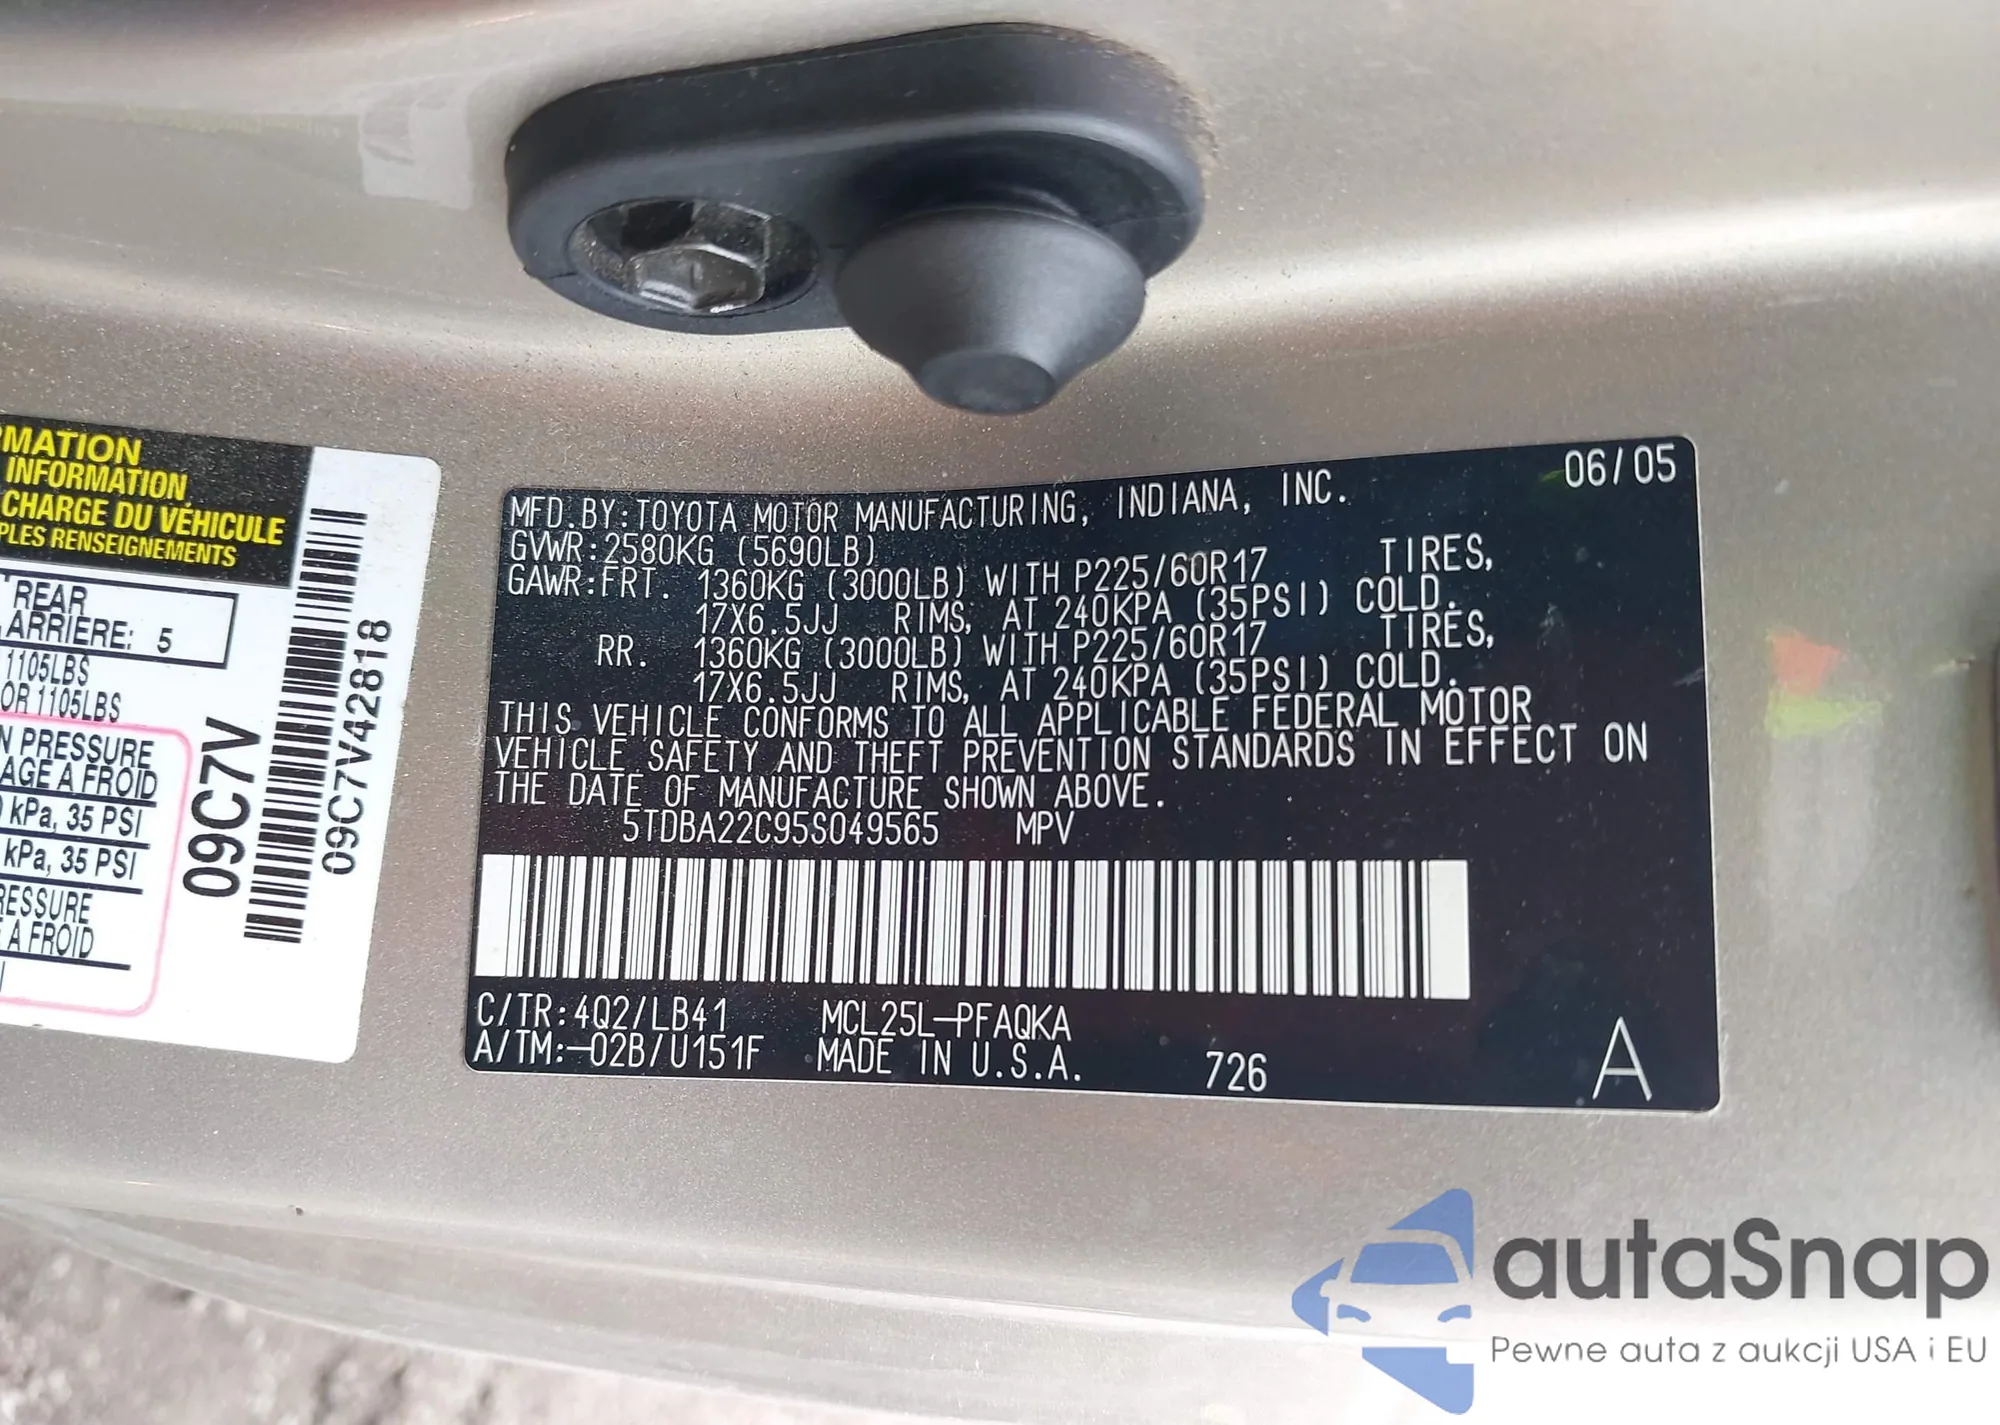 RMATION
INFORMATION
CHARGE DU VÉHICULE
PLES RENSEIGNEMENTS
REAR
ARRIÈRE: 5
1105LBS
OR 1105LBS
N PRESSURE
AGE A FROID
kPa, 35 PSI
kPa, 35 PSI
RESSURE
A FROID
09C7V
09C7V42818
06/05
MFD.BY:TOYOTA MOTOR MANUFACTURING, INDIANA, INC.
GVWR:2580KG (5690LB)
GAWR:FRT. 1360KG (3000LB) WITH P225/60R17 TIRES,
17X6.5JJ RIMS, AT 240KPA (35PSI) COLD.
RR. 1360KG (3000LB) WITH P225/60R17 TIRES,
17X6.5JJ RIMS, AT 240KPA (35PSI) COLD.
THIS VEHICLE CONFORMS TO ALL APPLICABLE FEDERAL MOTOR
VEHICLE SAFETY AND THEFT PREVENTION STANDARDS IN EFFECT ON
THE DATE OF MANUFACTURE SHOWN ABOVE.
5TDBA22C95S049565 MPV
C/TR:4Q2/LB41 MCL25L-PFAQKA
A/TM:-02B/U151F MADE IN U.S.A. 726 A
autaSnap
Pewne auta z aukcji USA i EU